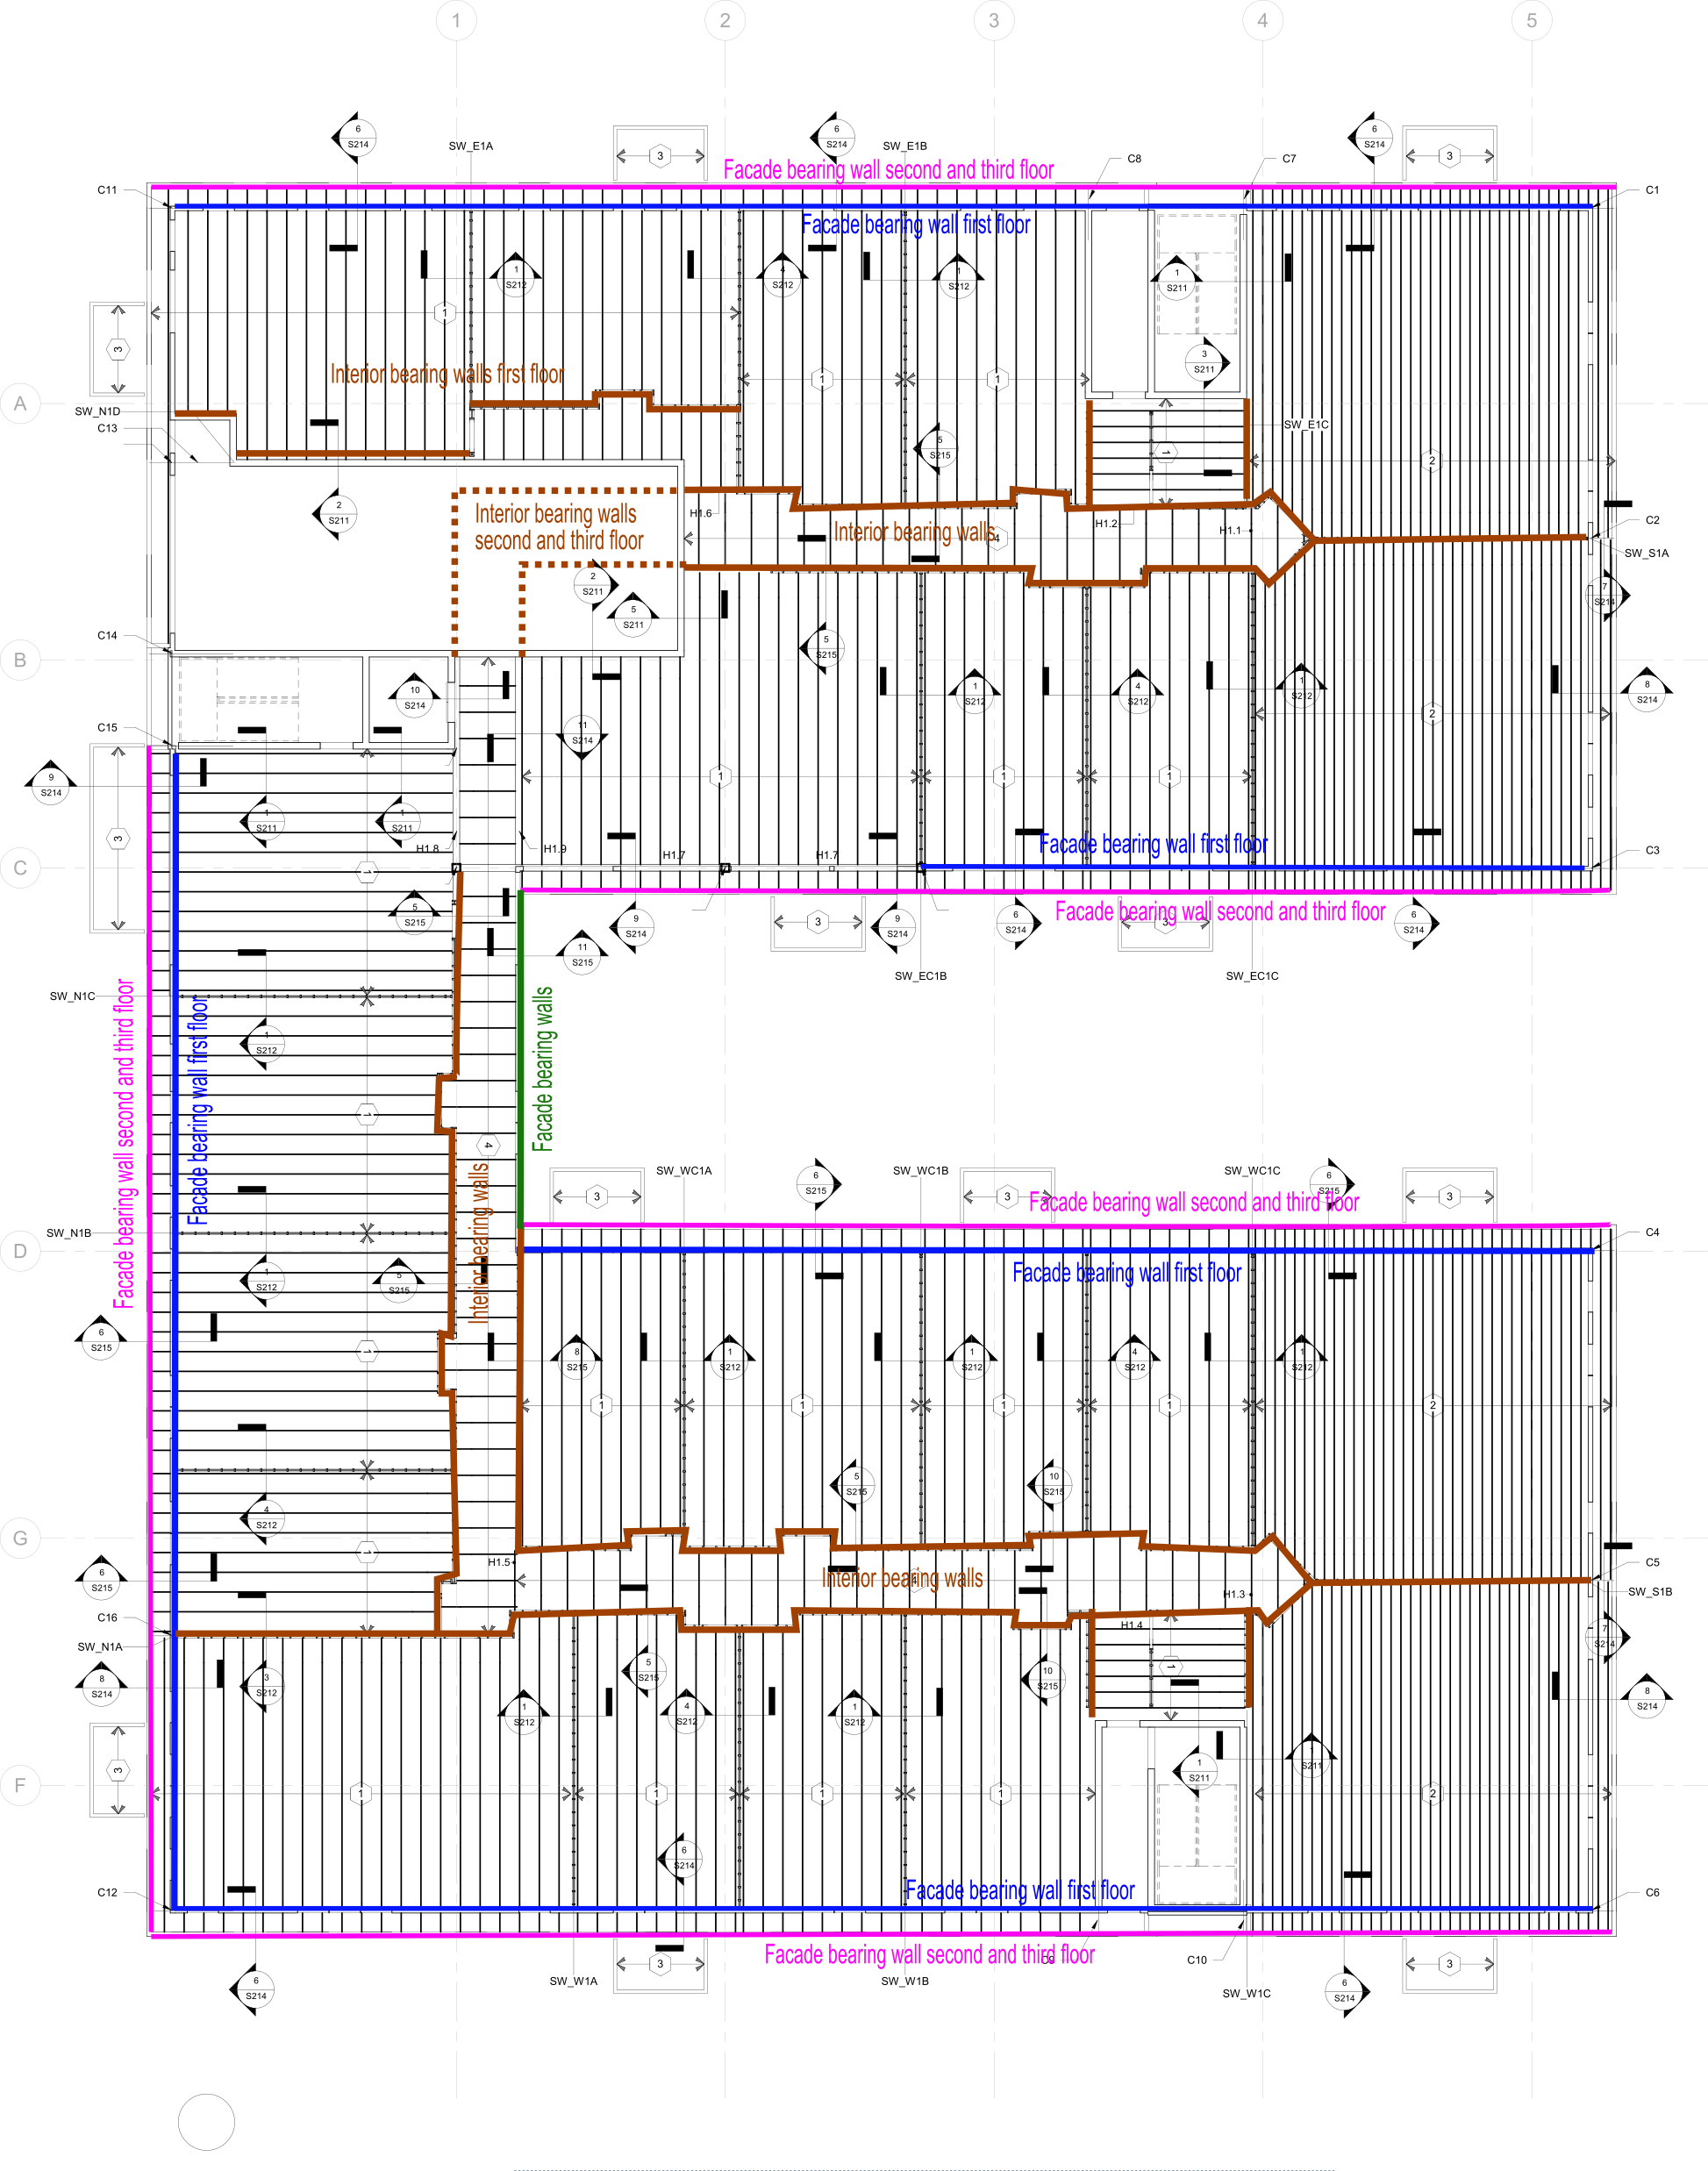 1 2 3 4 5
6 S214 6 S214 6 S214
SW_E1A SW_E1B C8 C7
3 3
Facade bearing wall second and third floor
C11 C1
Facade bearing wall first floor
1 S212 4 S212 1 S212 1 S211
1
3
3 S211
Interior bearing walls first floor
1 1
A
SW_N1D
C13
SW_E1C
5 S215
1 2
2 S211
H1.6
Interior bearing walls
second and third floor
Interior bearing walls
4
H1.2
H1.1
C2
SW_S1A
2 S211
5 S211
7 S214
C14
B
5 S215
10 S214
1 S212 4 S212 1 S212 8 S214
C15
11 S214
2
9 S214
1 1 1
1 S211 1 S211
3
H1.8 H1.9 H1.7 H1.7
Facade bearing wall first floor
C
1
C3
5 S215
9 S214 9 S214 6 S214 6 S214
3 3
Facade bearing wall second and third floor
11 S215
SW_EC1B SW_EC1C
SW_N1C
Facade bearing wall second and third floor
Facade bearing wall first floor
Facade bearing walls
1 S212
1
4
SW_WC1A SW_WC1B SW_WC1C
6 S215 6 S215
3 3 3
Facade bearing wall second and third floor
Interior bearing walls
SW_N1B
D
C4
Facade bearing wall first floor
1 S212
5 S215
6 S215
1
8 S215 1 S212 1 S212 4 S212 1 S212
1 1 1 1 2
5 S215 10 S215
4 S212
G
1
H1.5
6 S215
Interior bearing walls
4
H1.3
C5
SW_S1B
C16
H1.4
SW_N1A
7 S214
8 S214
3 S212
5 S215
10 S215
1
1 S212 4 S212 1 S212
8 S214
1 S211
1 S211
3
F
1 1 1 1 2
6 S214
C12
Facade bearing wall first floor
C6
Facade bearing wall second and third floor
3 3
C10
SW_W1A SW_W1B SW_W1C
6 S214 6 S214